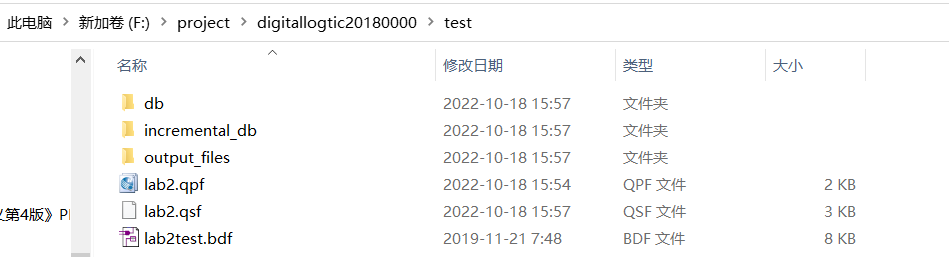 此电脑 > 新加卷 (F:) > project > digitallogtic20180000 > test
名称 修改日期 类型 大小
db 2022-10-18 15:57 文件夹
incremental_db 2022-10-18 15:57 文件夹
output_files 2022-10-18 15:57 文件夹
lab2.qpf 2022-10-18 15:54 QPF 文件 2 KB
lab2.qsf 2022-10-18 15:57 QSF 文件 3 KB
第4版》P
lab2test.bdf 2019-11-21 7:48 BDF 文件 8 KB